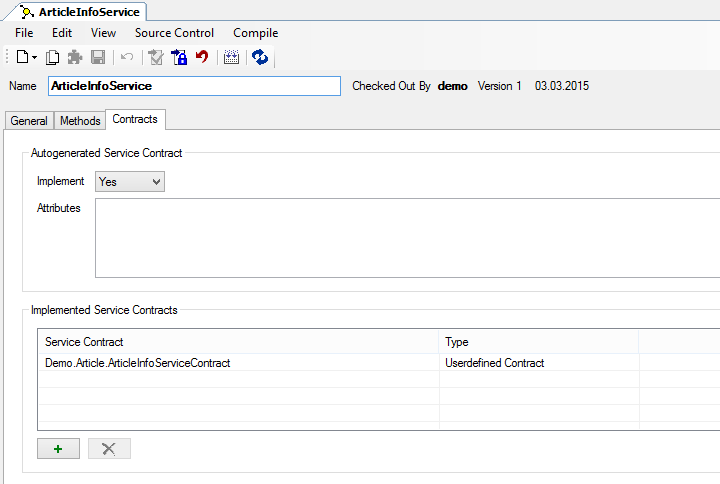 ArticleInfoService
File Edit View Source Control Compile
Name ArticleInfoService Checked Out By demo Version 1 03.03.2015
General Methods Contracts
Autogenerated Service Contract
Implement Yes
Attributes
Implemented Service Contracts
Service Contract Type
Demo.Article.ArticleInfoServiceContract Userdefined Contract